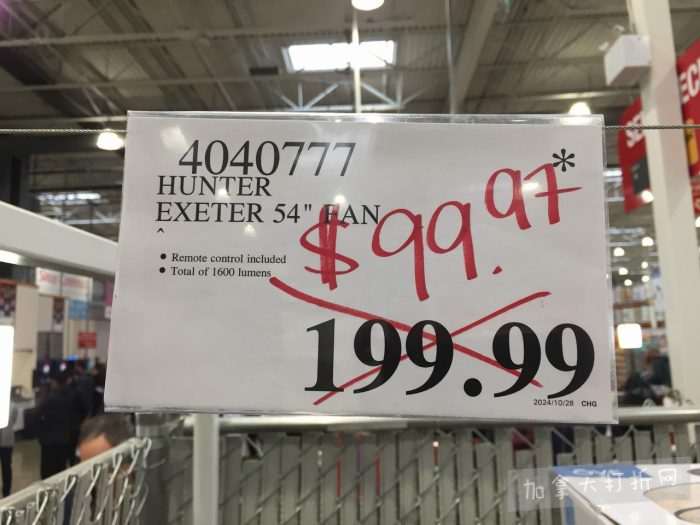 4040777
HUNTER
EXETER 54" FAN
^
• Remote control included
• Total of 1600 lumens
$99.97*
199.99
2024/10/28 CHG
加拿大打折网